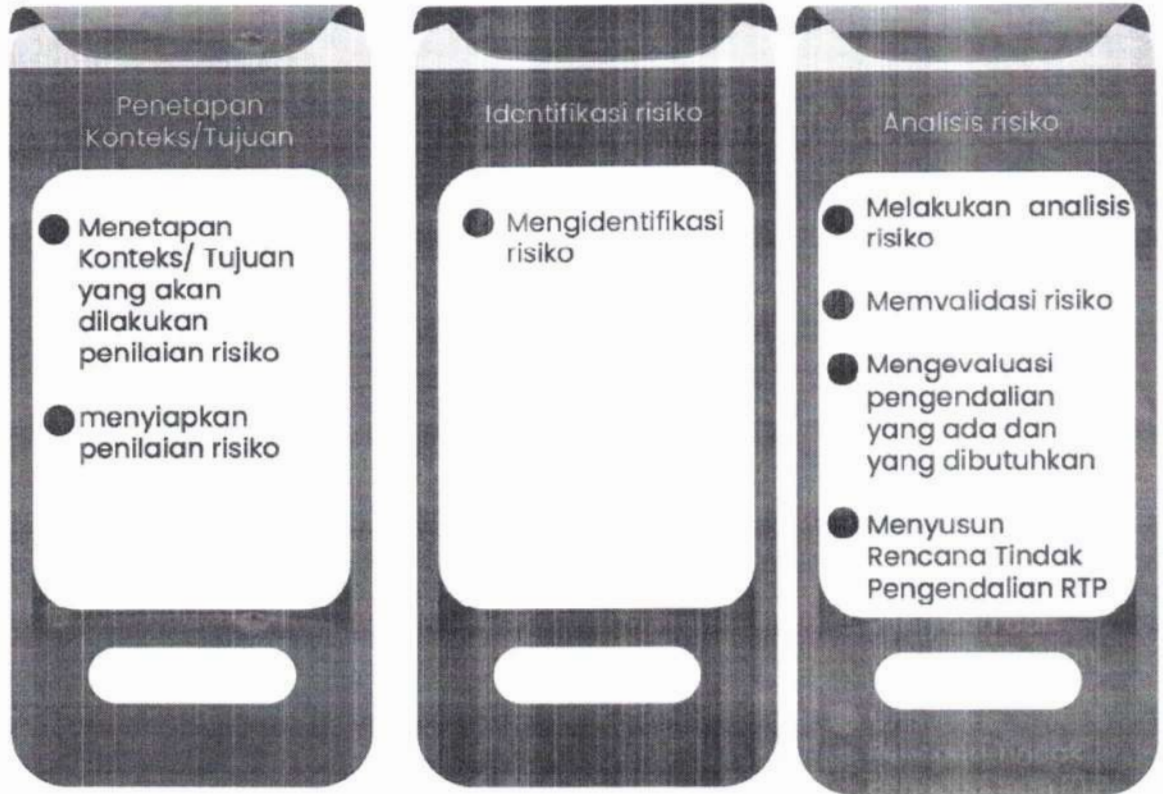 Penetapan
Konteks/Tujuan
Menetapan
Konteks/ Tujuan
yang akan
dilakukan
penilaian risiko
menyiapkan
penilaian risiko
Identifikasi risiko
Mengidentifikasi
risiko
Analisis risiko
Melakukan analisis
risiko
Memvalidasi risiko
Mengevaluasi
pengendalian
yang ada dan
yang dibutuhkan
Menyusun
Rencana Tindak
Pengendalian RTP